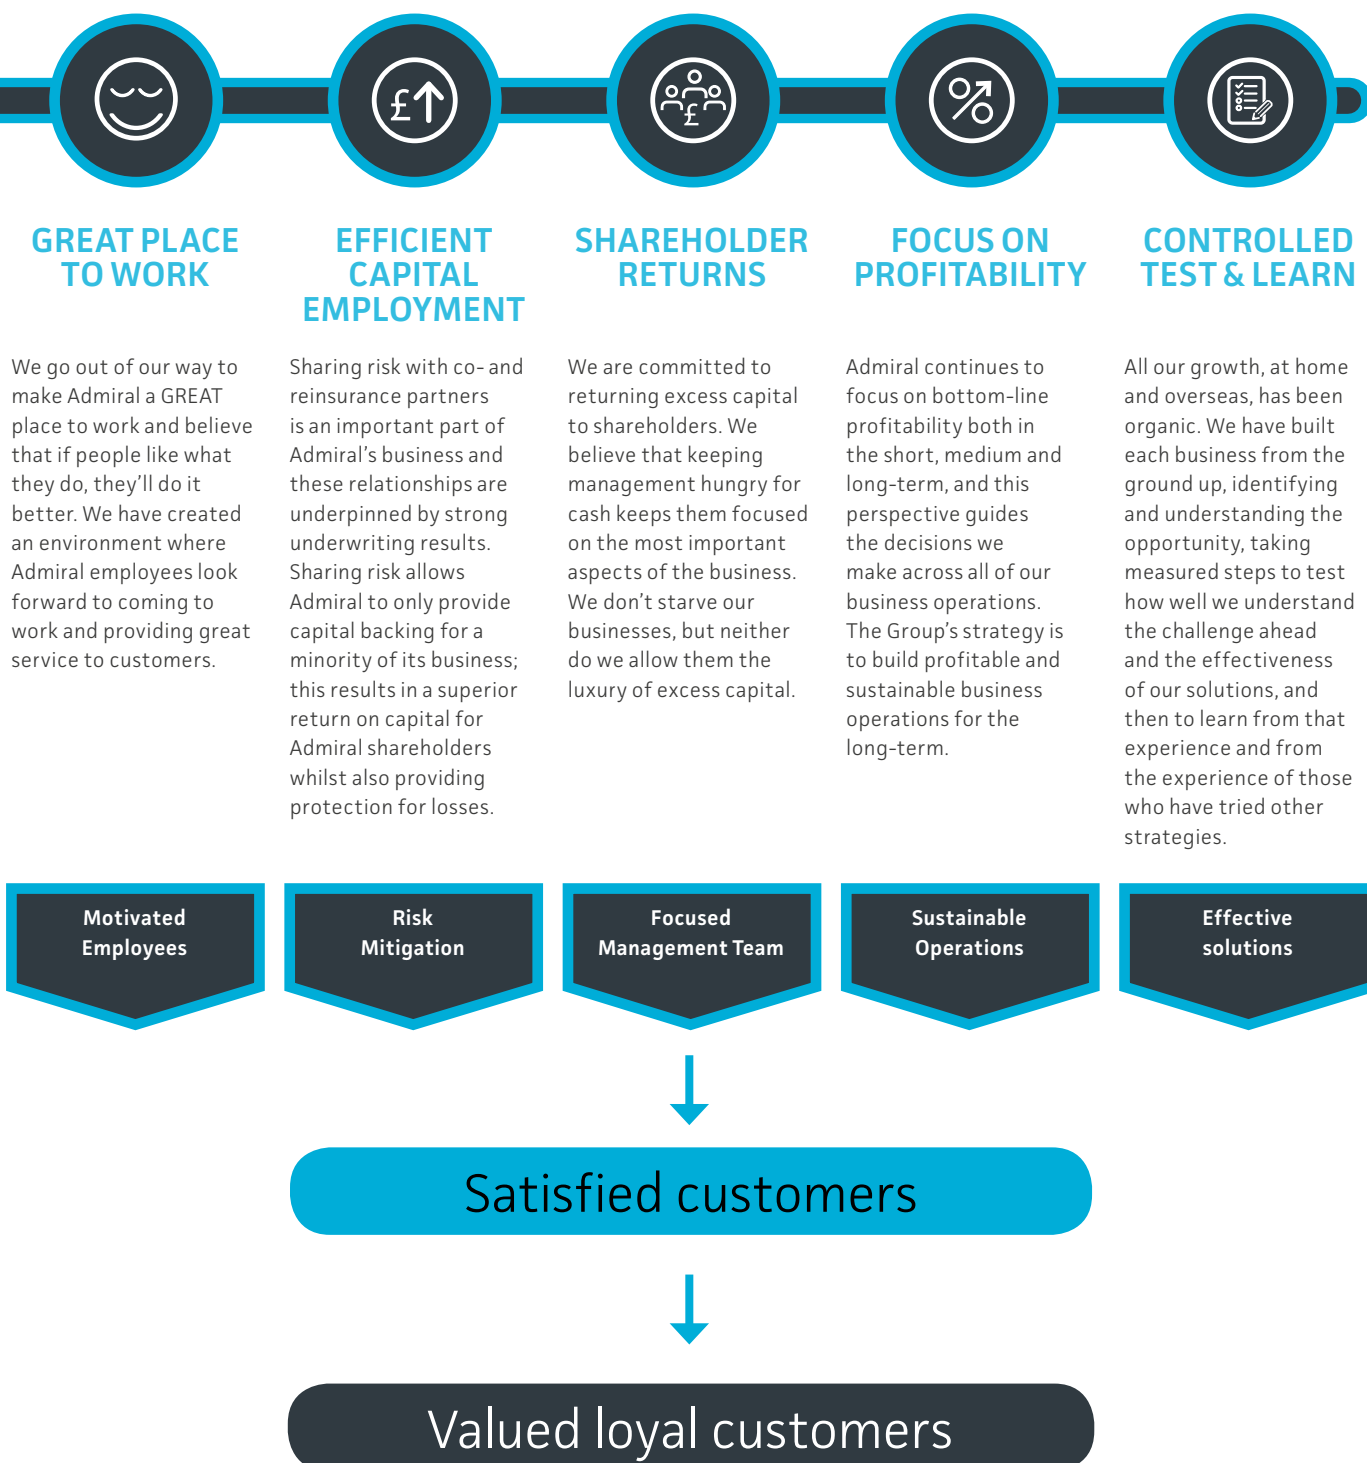 GREAT PLACE
TO WORK
We go out of our way to
make Admiral a GREAT
place to work and believe
that if people like what
they do, they’ll do it
better. We have created
an environment where
Admiral employees look
forward to coming to
work and providing great
service to customers.
Motivated
Employees
£
EFFICIENT
CAPITAL
EMPLOYMENT
Sharing risk with co- and
reinsurance partners
is an important part of
Admiral’s business and
these relationships are
underpinned by strong
underwriting results.
Sharing risk allows
Admiral to only provide
capital backing for a
minority of its business;
this results in a superior
return on capital for
Admiral shareholders
whilst also providing
protection for losses.
Risk
Mitigation
£
SHAREHOLDER
RETURNS
We are committed to
returning excess capital
to shareholders. We
believe that keeping
management hungry for
cash keeps them focused
on the most important
aspects of the business.
We don’t starve our
businesses, but neither
do we allow them the
luxury of excess capital.
Focused
Management Team
FOCUS ON
PROFITABILITY
Admiral continues to
focus on bottom-line
profitability both in
the short, medium and
long-term, and this
perspective guides
the decisions we
make across all of our
business operations.
The Group’s strategy is
to build profitable and
sustainable business
operations for the
long-term.
Sustainable
Operations
CONTROLLED
TEST & LEARN
All our growth, at home
and overseas, has been
organic. We have built
each business from the
ground up, identifying
and understanding the
opportunity, taking
measured steps to test
how well we understand
the challenge ahead
and the effectiveness
of our solutions, and
then to learn from that
experience and from
the experience of those
who have tried other
strategies.
Effective
solutions
Satisfied customers
Valued loyal customers